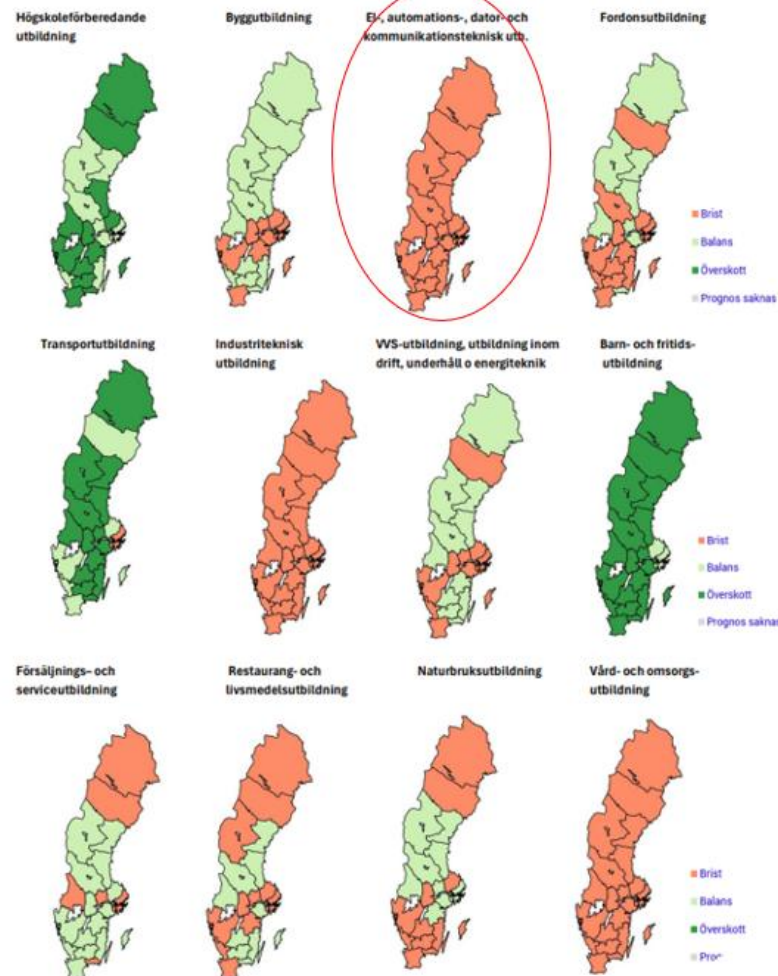 Högskoleförberedande
utbildning
Byggutbildning
El-, automations-, dator- och
kommunikationsteknisk utb.
Fordonsutbildning
Brist
Balans
Överskott
Prognos saknas
Transportutbildning
Industriteknisk
utbildning
VVS-utbildning, utbildning inom
drift, underhåll o energiteknik
Barn- och fritids-
utbildning
Brist
Balans
Överskott
Prognos saknas
Försäljnings- och
serviceutbildning
Restaurang- och
livsmedelsutbildning
Naturbruksutbildning
Vård- och omsorgs-
utbildning
Brist
Balans
Överskott